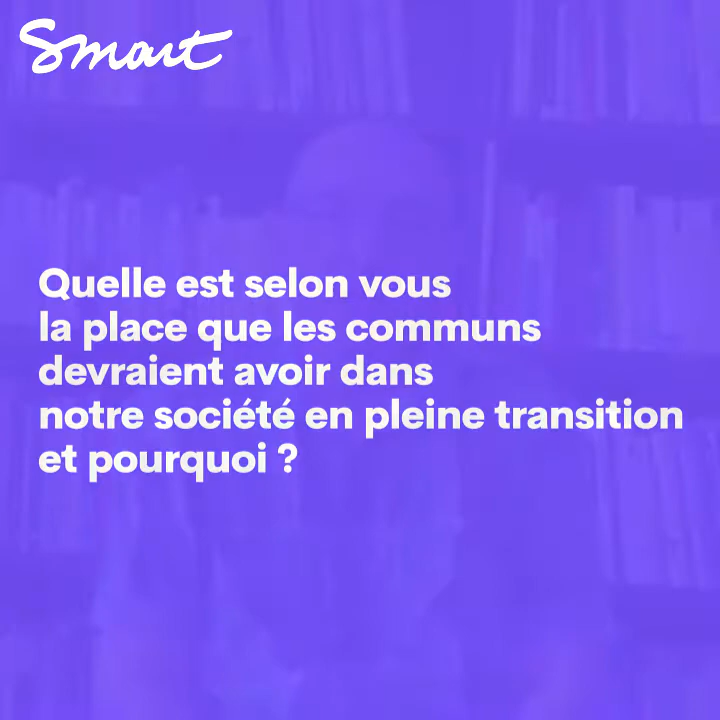 Smart
Quelle est selon vous
la place que les communs
devraient avoir dans
notre société en pleine transition
et pourquoi ?